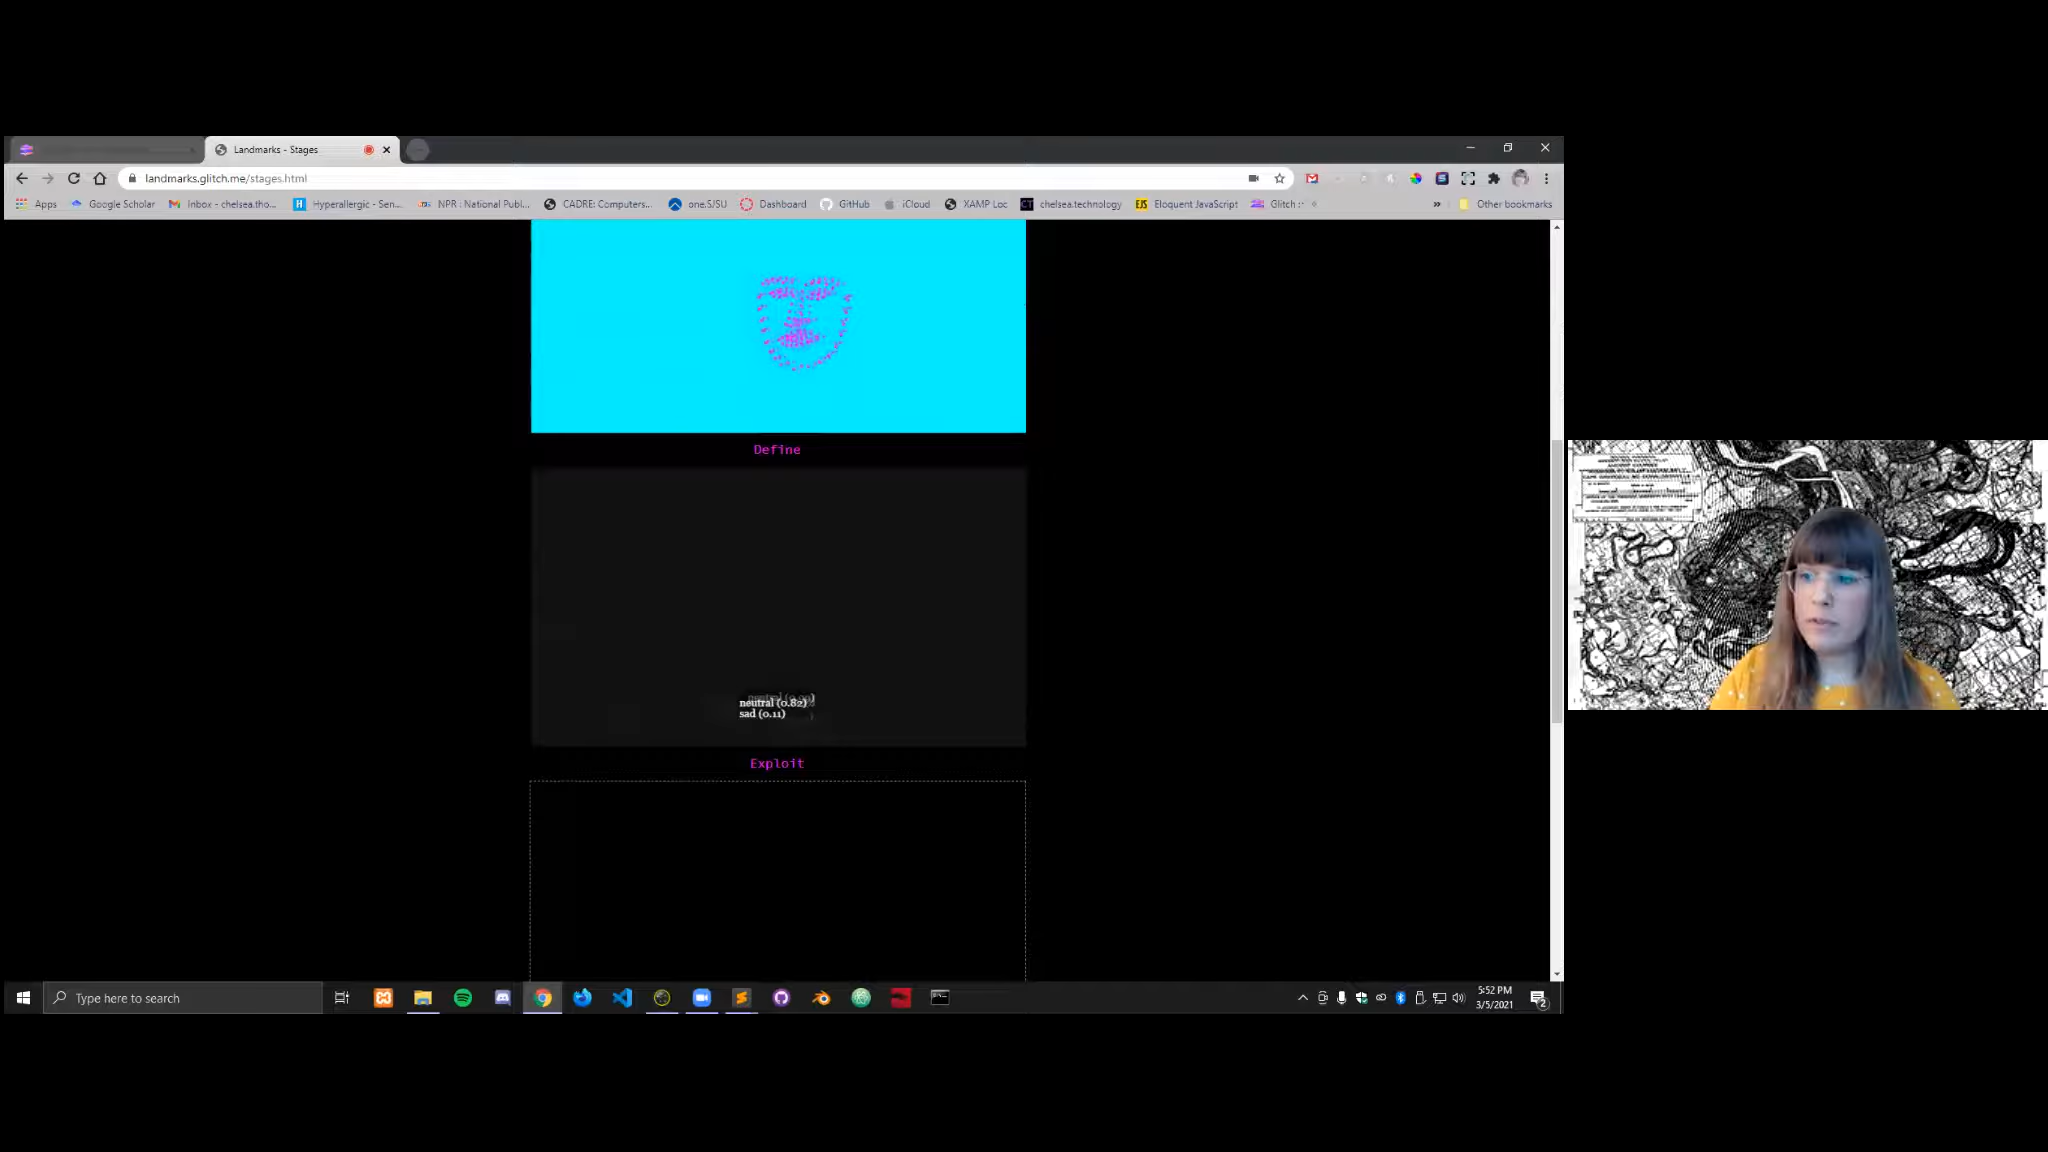 Landmarks - Stages
landmarks.glitch.me/stages.html
Apps Google Scholar Inbox - chelsea.tho... Hyperallergic - Sen... NPR : National Publ... CADRE: Computers... one.SJSU Dashboard GitHub iCloud XAMP Loc chelsea.technology EJS Eloquent JavaScript Glitch :・ » Other bookmarks
Define
neutral (0.82)
sad (0.11)
Exploit
Type here to search
5:52 PM
3/5/2021
2